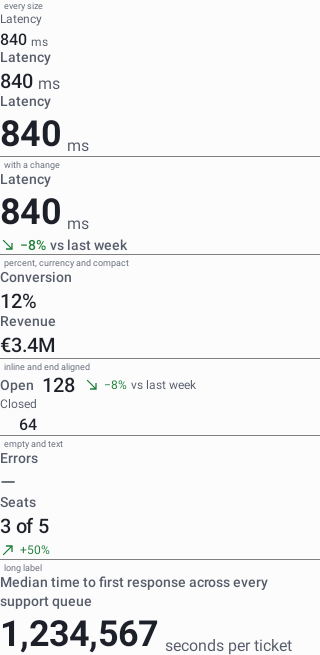 every size
Latency
840 ms
Latency
840 ms
Latency
840 ms
with a change
Latency
840 ms
−8% vs last week
percent, currency and compact
Conversion
12%
Revenue
€3.4M
inline and end aligned
Open 128 −8% vs last week
Closed
64
empty and text
Errors
—
Seats
3 of 5
+50%
long label
Median time to first response across every
support queue
1,234,567 seconds per ticket